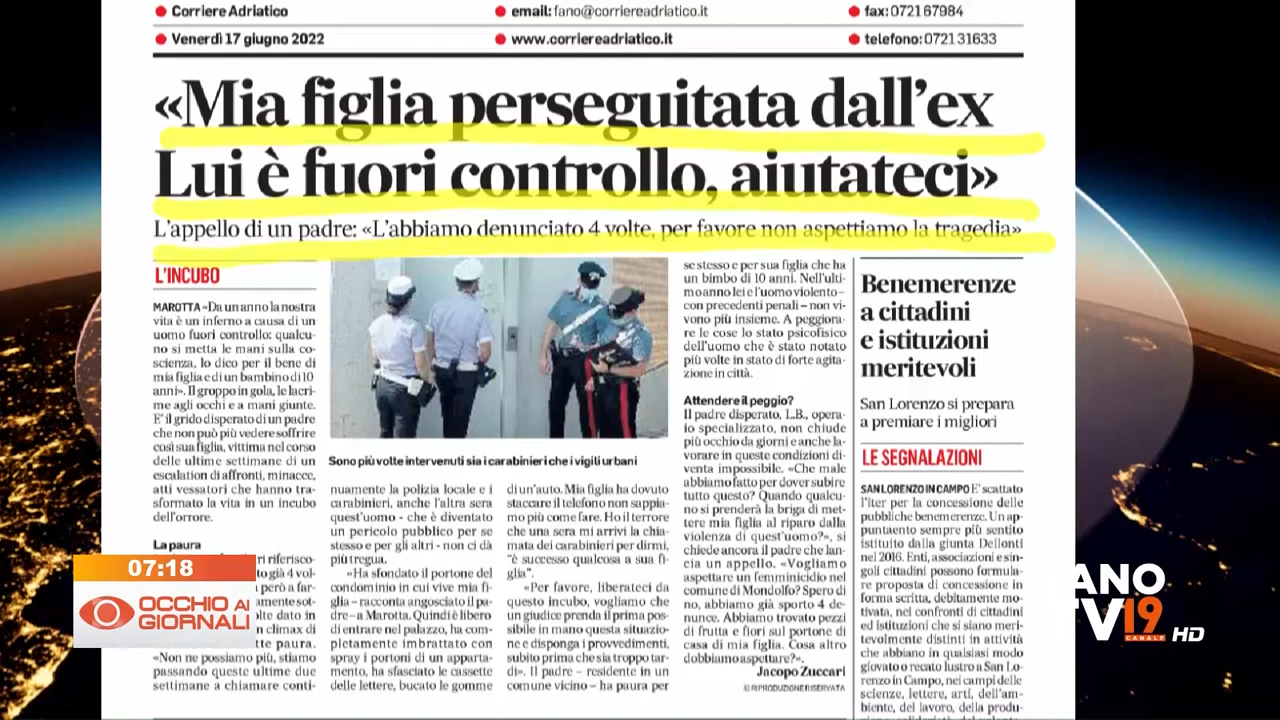 Corriere Adriatico
email: fano@corriereadriatico.it
fax: 0721 67984
Venerdì 17 giugno 2022
www.corriereadriatico.it
telefono: 0721 31633
«Mia figlia perseguitata dall'ex
Lui è fuori controllo, aiutateci»
L'appello di un padre: «L'abbiamo denunciato 4 volte, per favore non aspettiamo la tragedia»
L'INCUBO
MAROTTA «Da un anno la nostra
vita è un inferno a causa di un
uomo fuori controllo: qualcu-
no si metta le mani sulla co-
scienza, lo dico per il bene di
mia figlia e di un bambino di 10
anni». Il groppo in gola, le lacri-
me agli occhi e a mani giunte.
E' il grido disperato di un padre
che non può più vedere soffrire
così sua figlia, vittima nel corso
delle ultime settimane di un
escalation di affronti, minacce,
atti vessatori che hanno tra-
sformato la vita in un incubo
dell'orrore.
La paura
ri riferisco-
to già 4 vol-
però a far-
amente sot-
olte dato in
n climax di
tte paura.
«Non ne possiamo più, stiamo
passando queste ultime due
settimane a chiamare conti-
Sono più volte intervenuti sia i carabinieri che i vigili urbani
nuamente la polizia locale e i
carabinieri, anche l'altra sera
quest'uomo - che è diventato
un pericolo pubblico per se
stesso e per gli altri - non ci dà
più tregua.
«Ha sfondato il portone del
condominio in cui vive mia fi-
glia – racconta angosciato il pa-
dre – a Marotta. Quindi è libero
di entrare nel palazzo, ha com-
pletamente imbrattato con
spray i portoni di un apparta-
mento, ha sfasciato le cassette
delle lettere, bucato le gomme
di un'auto. Mia figlia ha dovuto
staccare il telefono non sappia-
mo più come fare. Ho il terrore
che una sera mi arrivi la chia-
mata dei carabinieri per dirmi,
"è successo qualcosa a sua fi-
glia".
«Per favore, liberateci da
questo incubo, vogliamo che
un giudice prenda il prima pos-
sibile in mano questa situazio-
ne e disponga i provvedimenti,
subito prima che sia troppo tar-
di». Il padre – residente in un
comune vicino – ha paura per
se stesso e per sua figlia che ha
un bimbo di 10 anni. Nell'ulti-
mo anno lei e l'uomo violento –
con precedenti penali – non vi-
vono più insieme. A peggiora-
re le cose lo stato psicofisico
dell'uomo che è stato notato
più volte in stato di forte agita-
zione in città.
Attendere il peggio?
Il padre disperato, L.B., opera-
io specializzato, non chiude
più occhio da giorni e anche la-
vorare in queste condizioni di-
venta impossibile. «Che male
abbiamo fatto per dover subire
tutto questo? Quando qualcu-
no si prenderà la briga di met-
tere mia figlia al riparo dalla
violenza di quest'uomo?», si
chiede ancora il padre che lan-
cia un appello. «Vogliamo
aspettare un femminicidio nel
comune di Mondolfo? Spero di
no, abbiamo già sporto 4 de-
nunce. Abbiamo trovato pezzi
di frutta e fiori sul portone di
casa di mia figlia. Cosa altro
dobbiamo aspettare?».
Jacopo Zuccari
© RIPRODUZIONE RISERVATA
Benemerenze
a cittadini
e istituzioni
meritevoli
San Lorenzo si prepara
a premiare i migliori
LE SEGNALAZIONI
SAN LORENZO IN CAMPO E' scattato
l'iter per la concessione delle
pubbliche benemerenze. Un ap-
puntamento sempre più sentito
istituito dalla giunta Dellonti
nel 2016. Enti, associazioni e sin-
goli cittadini possono formula-
re proposta di concessione in
forma scritta, debitamente mo-
tivata, nei confronti di cittadini
ed istituzioni che si siano meri-
tevolmente distinti in attività
che abbiano in qualsiasi modo
giovato o recato lustro a San Lo-
renzo in Campo, nei campi delle
scienze, lettere, arti, dell'am-
biente, del lavoro, della produ-
07:18
OCCHIO AI
GIORNALI
ANO
TV19
CANALE
HD